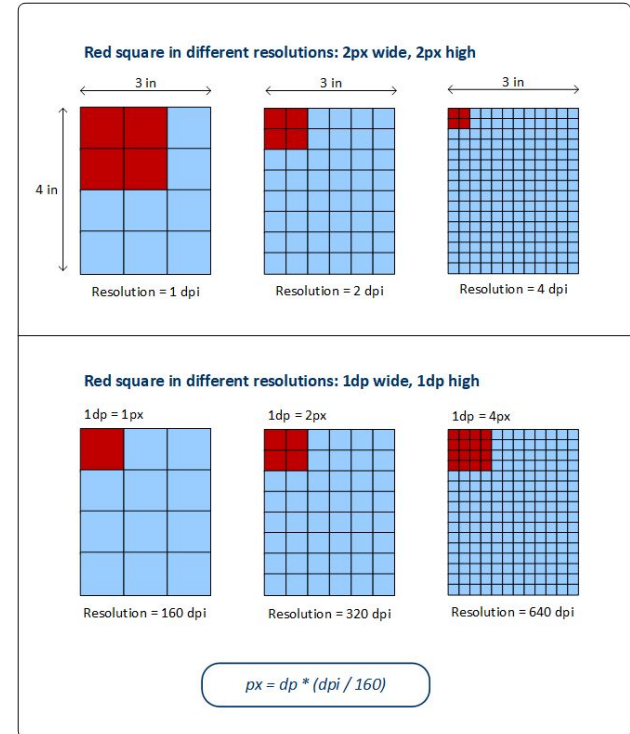 Red square in different resolutions: 2px wide, 2px high
3 in
3 in
3 in
4 in
Resolution = 1 dpi
Resolution = 2 dpi
Resolution = 4 dpi
Red square in different resolutions: 1dp wide, 1dp high
1dp = 1px
1dp = 2px
1dp = 4px
Resolution = 160 dpi
Resolution = 320 dpi
Resolution = 640 dpi
px = dp * (dpi / 160)